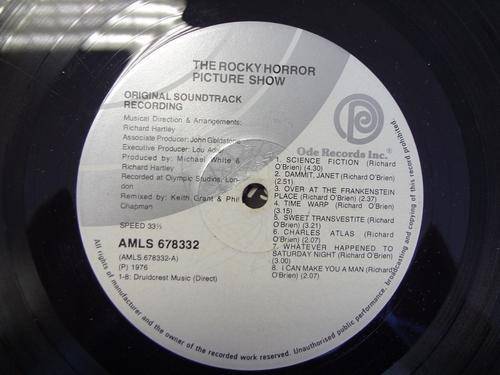 THE ROCKY HORROR
PICTURE SHOW
ORIGINAL SOUNDTRACK
RECORDING
Musical Direction & Arrangements:
Richard Hartley
Associate Producer: John Goldstone
Executive Producer: Lou
Produced by: Michael White &
Richard Hartley
Recorded at Olympic Studios, Lon-
don
Remixed by: Keith Grant & Phil
Chapman
SPEED 33⅓
AMLS 678332
(AMLS.678332-A)
(P) 1976
1-8: Druidcrest Music (Direct)
Ode Records Inc.®
1. SCIENCE FICTION (Richard
O'Brien) (4.30)
2. DAMMIT, JANET (Richard O'Brien)
(2.51)
3. OVER AT THE FRANKENSTEIN
PLACE (Richard O'Brien) (2.37)
4. TIME WARP (Richard O'Brien)
(3.15)
5. SWEET TRANSVESTITE (Richard
O'Brien) (3.21)
6. CHARLES ATLAS (Richard
O'Brien) (2.07)
7. WHATEVER HAPPENED TO
SATURDAY NIGHT (Richard O'Brien)
8. I CAN MAKE YOU A MAN (Richard
O'Brien) (2.07)
All rights of manufacturer and the owner of the recorded work reserved. Unauthorised public performance, broadcasting and copying of this record prohibited